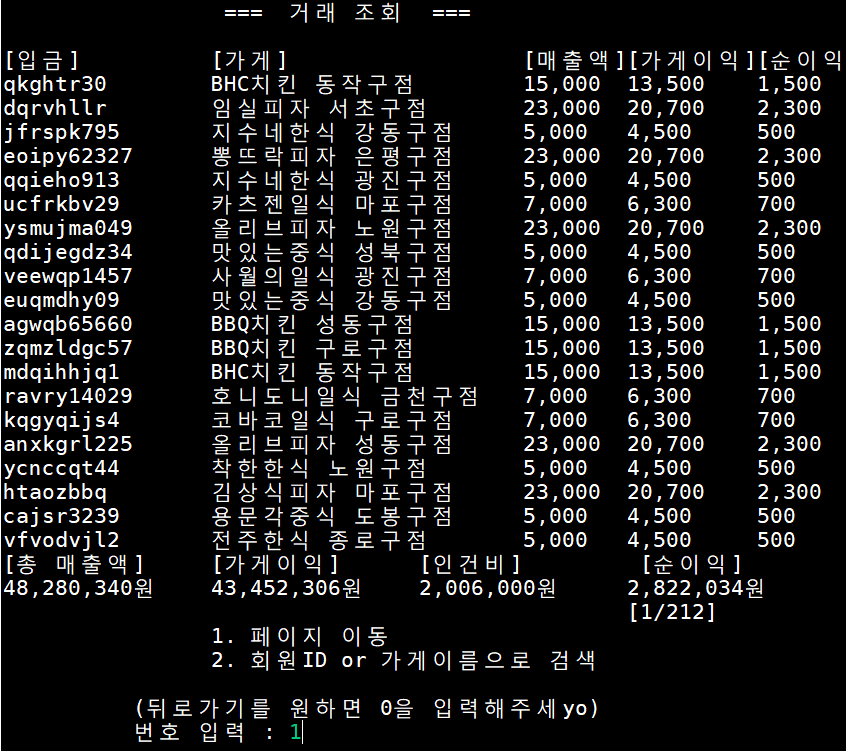 === 거래 조회 ===
[입금] [가게] [매출액][가게이익][순이익
qkghtr30 BHC치킨 동작구점 15,000 13,500 1,500
dqrvhllr 임실피자 서초구점 23,000 20,700 2,300
jfrspk795 지수네한식 강동구점 5,000 4,500 500
eoipy62327 뽕뜨락피자 은평구점 23,000 20,700 2,300
qqieho913 지수네한식 광진구점 5,000 4,500 500
ucfrkbv29 카츠젠일식 마포구점 7,000 6,300 700
ysmujma049 올리브피자 노원구점 23,000 20,700 2,300
qdijegdz34 맛있는중식 성북구점 5,000 4,500 500
veewqp1457 사월의일식 광진구점 7,000 6,300 700
euqmdhy09 맛있는중식 강동구점 5,000 4,500 500
agwqb65660 BBQ치킨 성동구점 15,000 13,500 1,500
zqmzldgc57 BBQ치킨 구로구점 15,000 13,500 1,500
mdqihhjq1 BHC치킨 동작구점 15,000 13,500 1,500
ravry14029 호니도니일식 금천구점 7,000 6,300 700
kqgyqijs4 코바코일식 구로구점 7,000 6,300 700
anxkgrl225 올리브피자 성동구점 23,000 20,700 2,300
ycnccqt44 착한한식 노원구점 5,000 4,500 500
htaozbbq 김상식피자 마포구점 23,000 20,700 2,300
cajsr3239 용문각중식 도봉구점 5,000 4,500 500
vfvodvjl2 전주한식 종로구점 5,000 4,500 500
[총 매출액] [가게이익] [인건비] [순이익]
48,280,340원 43,452,306원 2,006,000원 2,822,034원
[1/212]
1. 페이지 이동
2. 회원ID or 가게이름으로 검색
(뒤로가기를 원하면 0을 입력해주세yo)
번호 입력 : 1